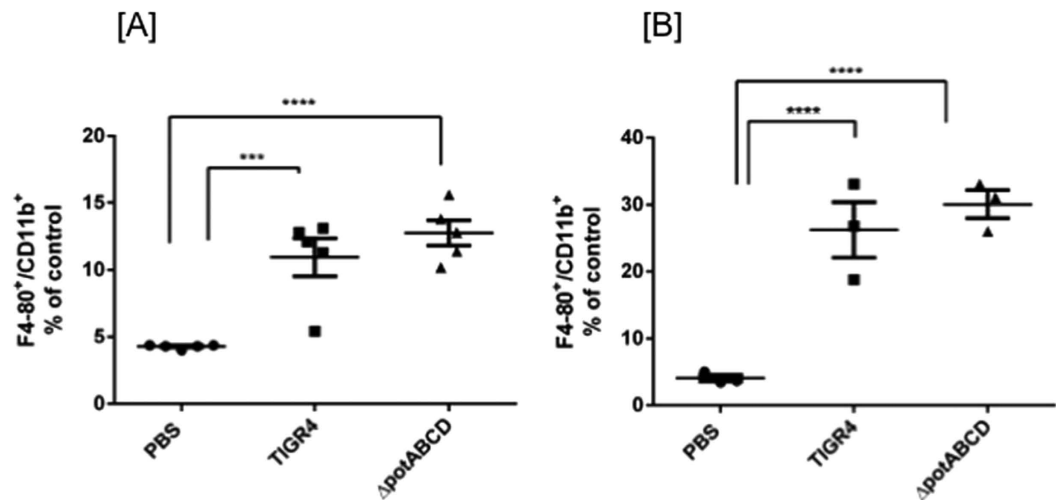 [A]
****
***
F4-80⁺/CD11b⁺
% of control
20
15
10
5
0
PBS
TIGR4
ΔpotABCD
[B]
****
****
F4-80⁺/CD11b⁺
% of control
40
30
20
10
0
PBS
TIGR4
ΔpotABCD